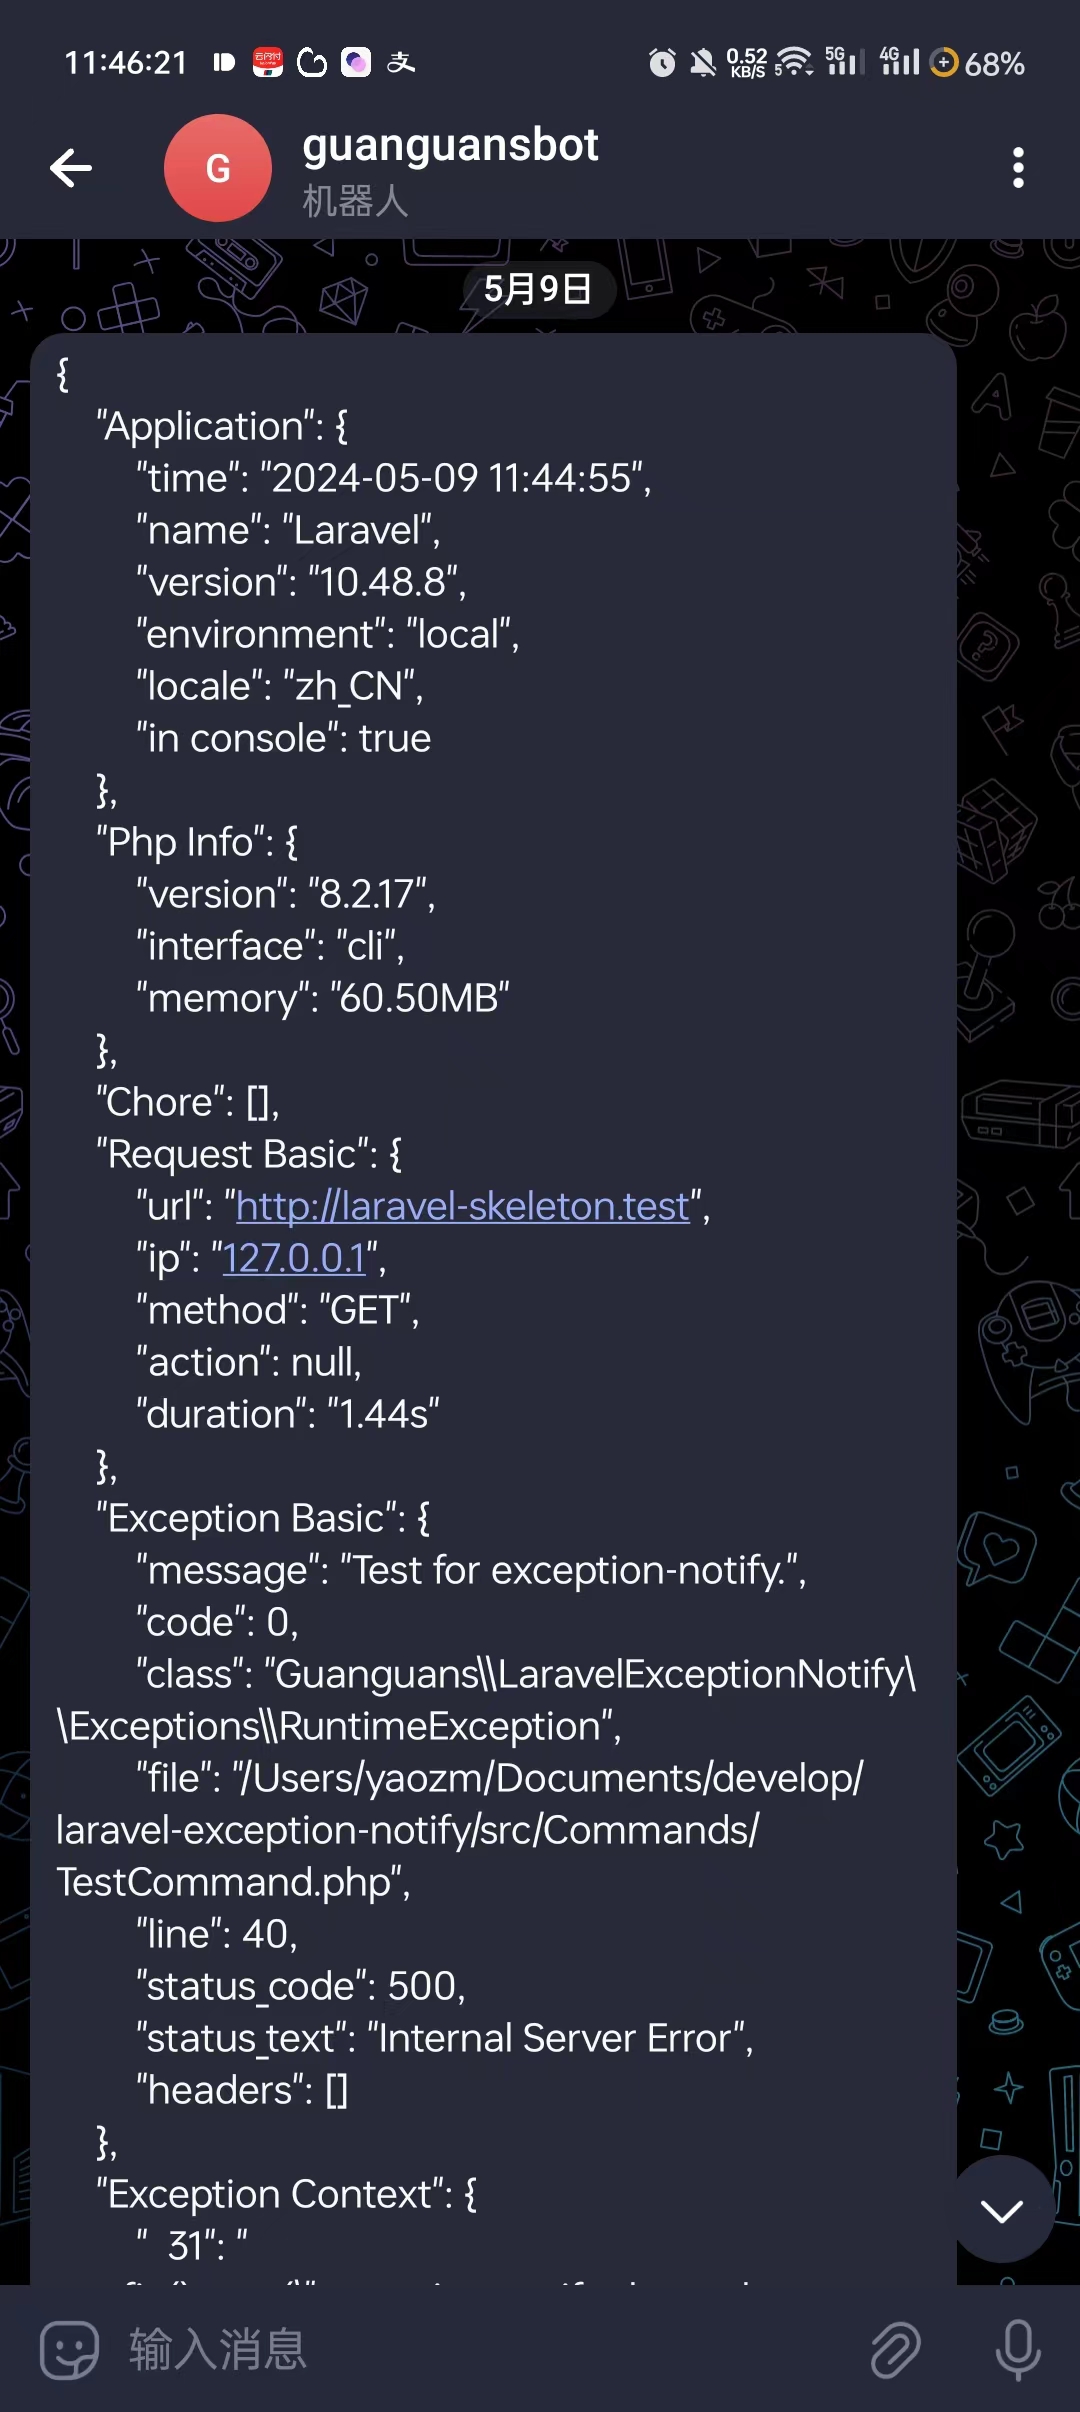 11:46:21
0.52 KB/S
5
5G
4G
68%
G
guanguansbot
机器人
5月9日
{
"Application": {
"time": "2024-05-09 11:44:55",
"name": "Laravel",
"version": "10.48.8",
"environment": "local",
"locale": "zh_CN",
"in console": true
},
"Php Info": {
"version": "8.2.17",
"interface": "cli",
"memory": "60.50MB"
},
"Chore": [],
"Request Basic": {
"url": "http://laravel-skeleton.test",
"ip": "127.0.0.1",
"method": "GET",
"action": null,
"duration": "1.44s"
},
"Exception Basic": {
"message": "Test for exception-notify.",
"code": 0,
"class": "Guanguans\\LaravelExceptionNotify\
\Exceptions\\RuntimeException",
"file": "/Users/yaozm/Documents/develop/
laravel-exception-notify/src/Commands/
TestCommand.php",
"line": 40,
"status_code": 500,
"status_text": "Internal Server Error",
"headers": []
},
"Exception Context": {
"  31": "
输入消息